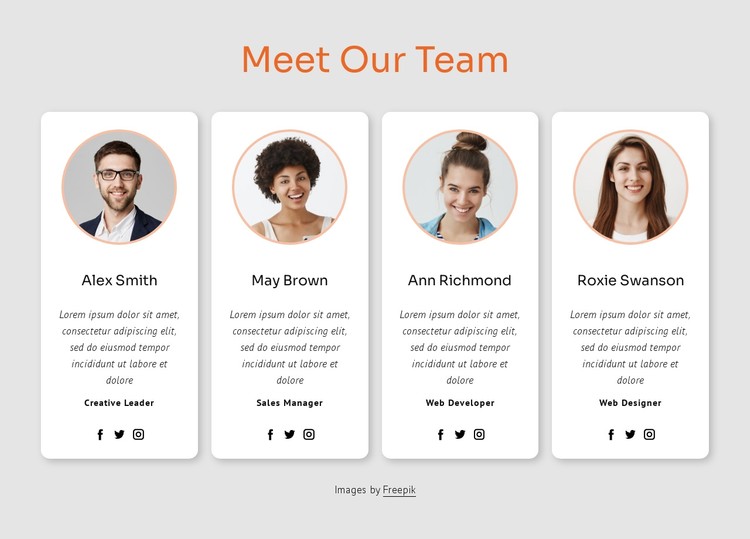 Meet Our Team
Alex Smith
Lorem ipsum dolor sit amet,
consectetur adipiscing elit,
sed do eiusmod tempor
incididunt ut labore et
dolore
Creative Leader
May Brown
Lorem ipsum dolor sit amet,
consectetur adipiscing elit,
sed do eiusmod tempor
incididunt ut labore et
dolore
Sales Manager
Ann Richmond
Lorem ipsum dolor sit amet,
consectetur adipiscing elit,
sed do eiusmod tempor
incididunt ut labore et
dolore
Web Developer
Roxie Swanson
Lorem ipsum dolor sit amet,
consectetur adipiscing elit,
sed do eiusmod tempor
incididunt ut labore et
dolore
Web Designer
Images by Freepik